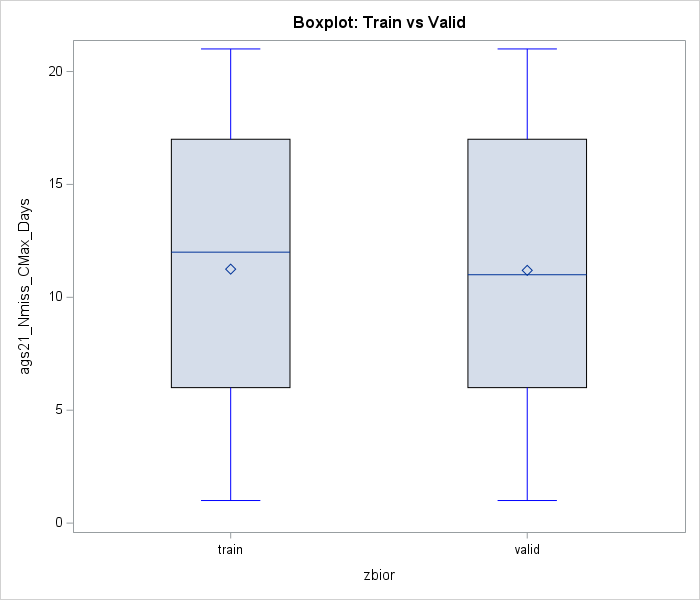 Boxplot: Train vs Valid
ags21_Nmiss_CMax_Days
20
15
10
5
0
train
valid
zbior